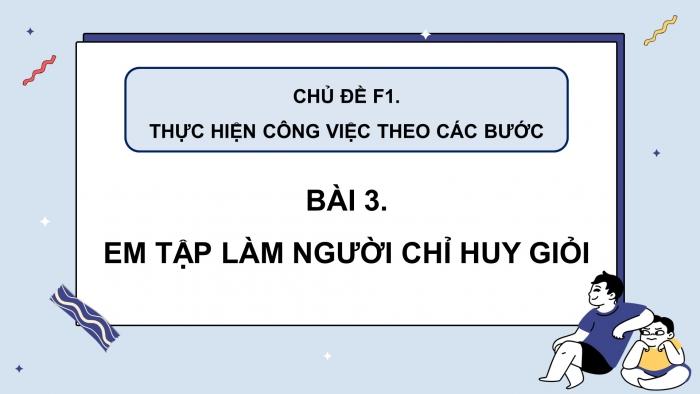 CHỦ ĐỀ F1.
THỰC HIỆN CÔNG VIỆC THEO CÁC BƯỚC
BÀI 3.
EM TẬP LÀM NGƯỜI CHỈ HUY GIỎI